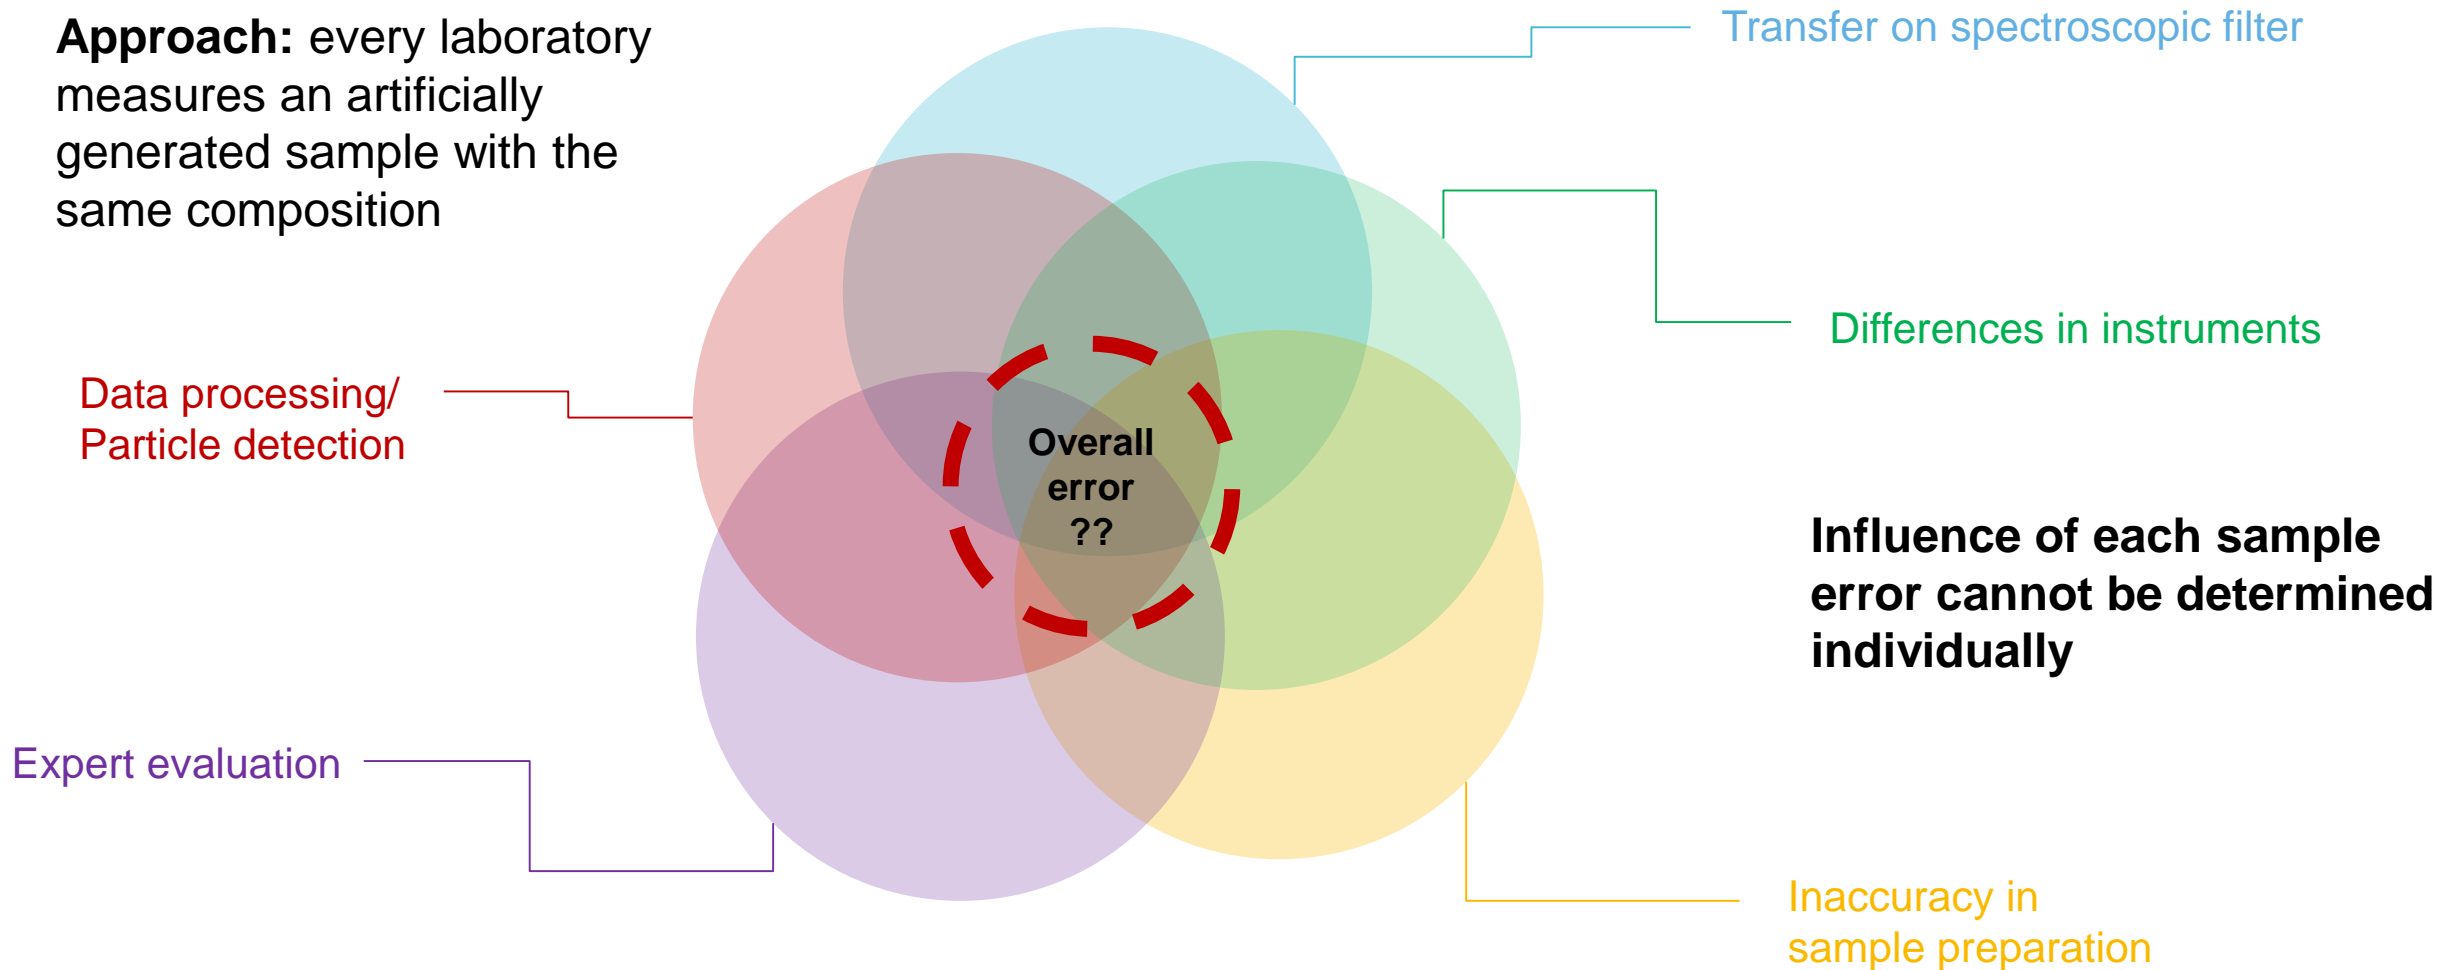 Approach: every laboratory
measures an artificially
generated sample with the
same composition
Transfer on spectroscopic filter
Differences in instruments
Data processing/
Particle detection
Overall
error
??
Influence of each sample
error cannot be determined
individually
Expert evaluation
Inaccuracy in
sample preparation